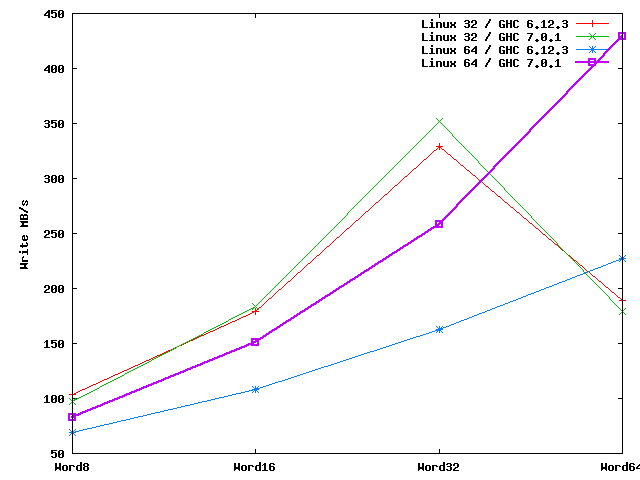 450
400
350
300
250
200
150
100
50
Write MB/s
Linux 32 / GHC 6.12.3
Linux 32 / GHC 7.0.1
Linux 64 / GHC 6.12.3
Linux 64 / GHC 7.0.1
Word8 Word16 Word32 Word64